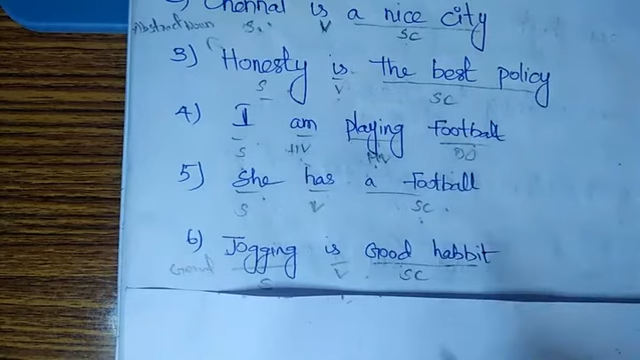 Chennai is a nice city
Abstract Noun S V SC
3) Honesty is the best policy
S V SC
4) I am playing Football
S HV MV DO
5) She has a Football
S V SC
6) Jogging is Good habbit
S V SC